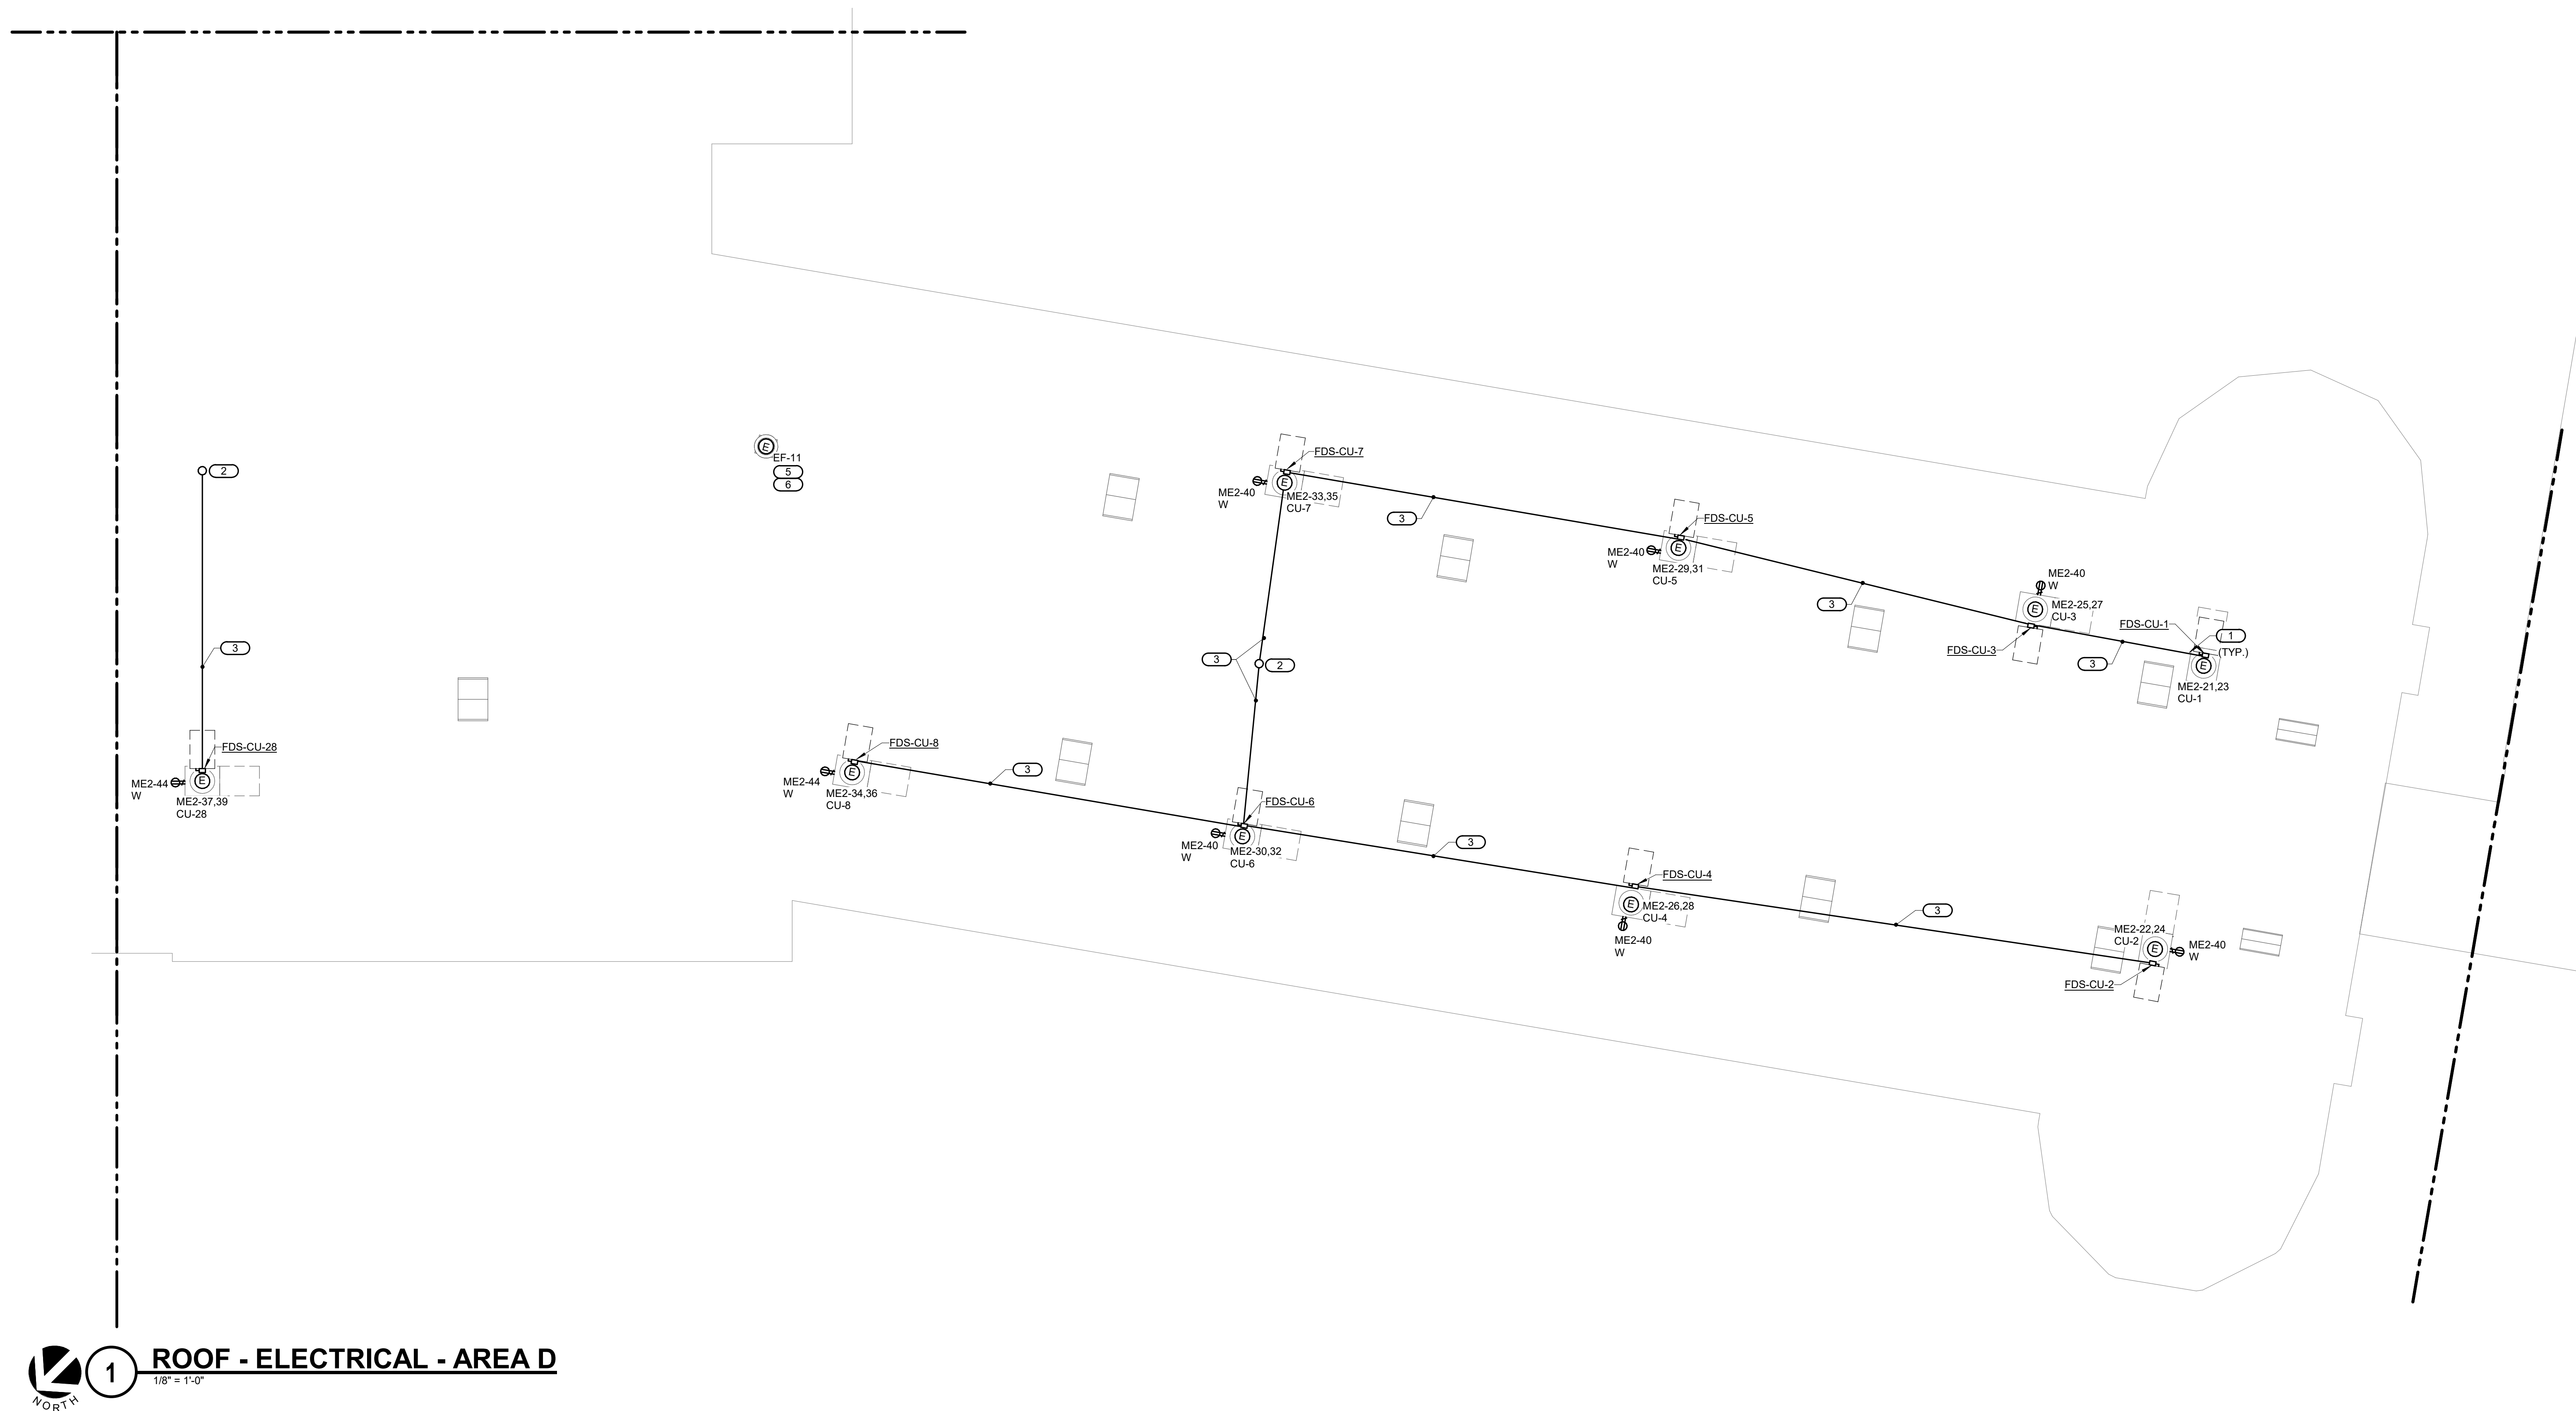 2
EF-11
5
6
FDS-CU-7
ME2-40
W
ME2-33,35
CU-7
3
FDS-CU-5
ME2-40
W
ME2-29,31
CU-5
3
ME2-40
W
ME2-25,27
CU-3
FDS-CU-3
FDS-CU-1
1
(TYP.)
3
ME2-21,23
CU-1
3
3
2
FDS-CU-28
ME2-44
W
ME2-37,39
CU-28
FDS-CU-8
ME2-44
W
ME2-34,36
CU-8
3
FDS-CU-6
ME2-40
W
ME2-30,32
CU-6
3
FDS-CU-4
ME2-26,28
CU-4
ME2-40
W
3
ME2-22,24
CU-2
ME2-40
W
FDS-CU-2
1
ROOF - ELECTRICAL - AREA D
1/8" = 1'-0"
NORTH
E
E
E
E
E
E
E
E
E
E